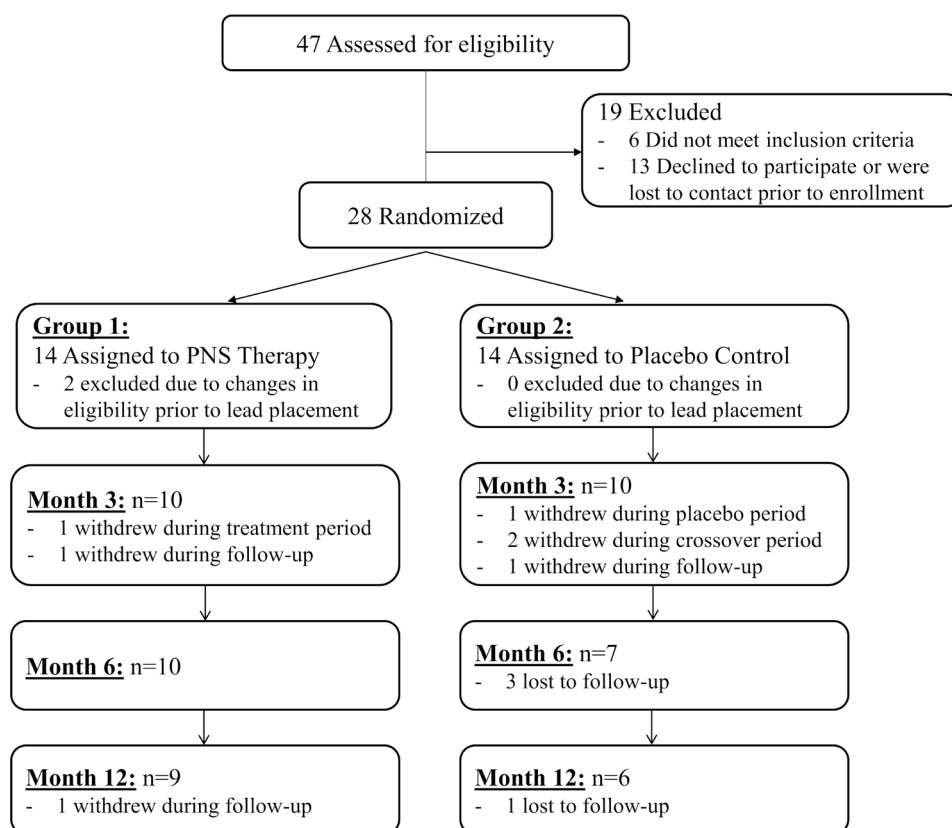 47 Assessed for eligibility
19 Excluded
- 6 Did not meet inclusion criteria
- 13 Declined to participate or were
lost to contact prior to enrollment
28 Randomized
Group 1:
14 Assigned to PNS Therapy
- 2 excluded due to changes in
eligibility prior to lead placement
Group 2:
14 Assigned to Placebo Control
- 0 excluded due to changes in
eligibility prior to lead placement
Month 3: n=10
- 1 withdrew during treatment period
- 1 withdrew during follow-up
Month 3: n=10
- 1 withdrew during placebo period
- 2 withdrew during crossover period
- 1 withdrew during follow-up
Month 6: n=10
Month 6: n=7
- 3 lost to follow-up
Month 12: n=9
- 1 withdrew during follow-up
Month 12: n=6
- 1 lost to follow-up